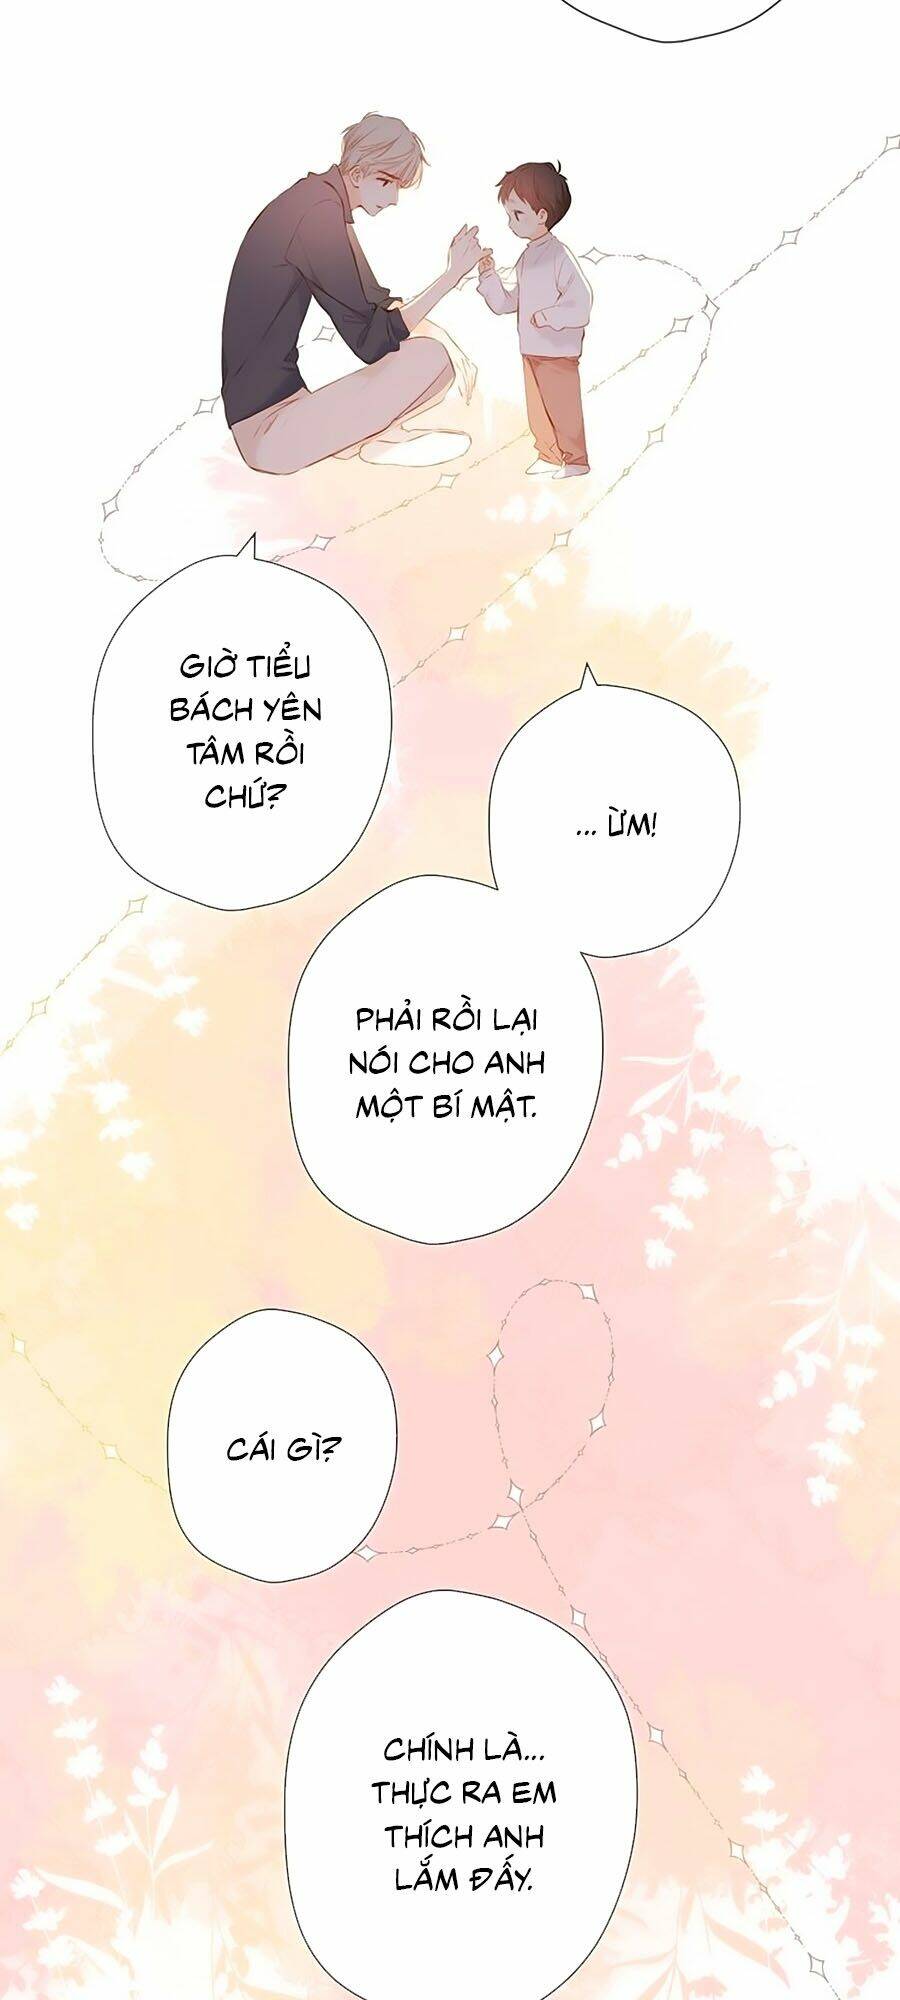 GIỜ TIỂU
BÁCH YÊN
TÂM RỒI
CHỨ?
... ỪM!
PHẢI RỒI LẠI
NÓI CHO ANH
MỘT BÍ MẬT.
CÁI GÌ?
CHÍNH LÀ...
THỰC RA EM
THÍCH ANH
LẮM ĐẤY.